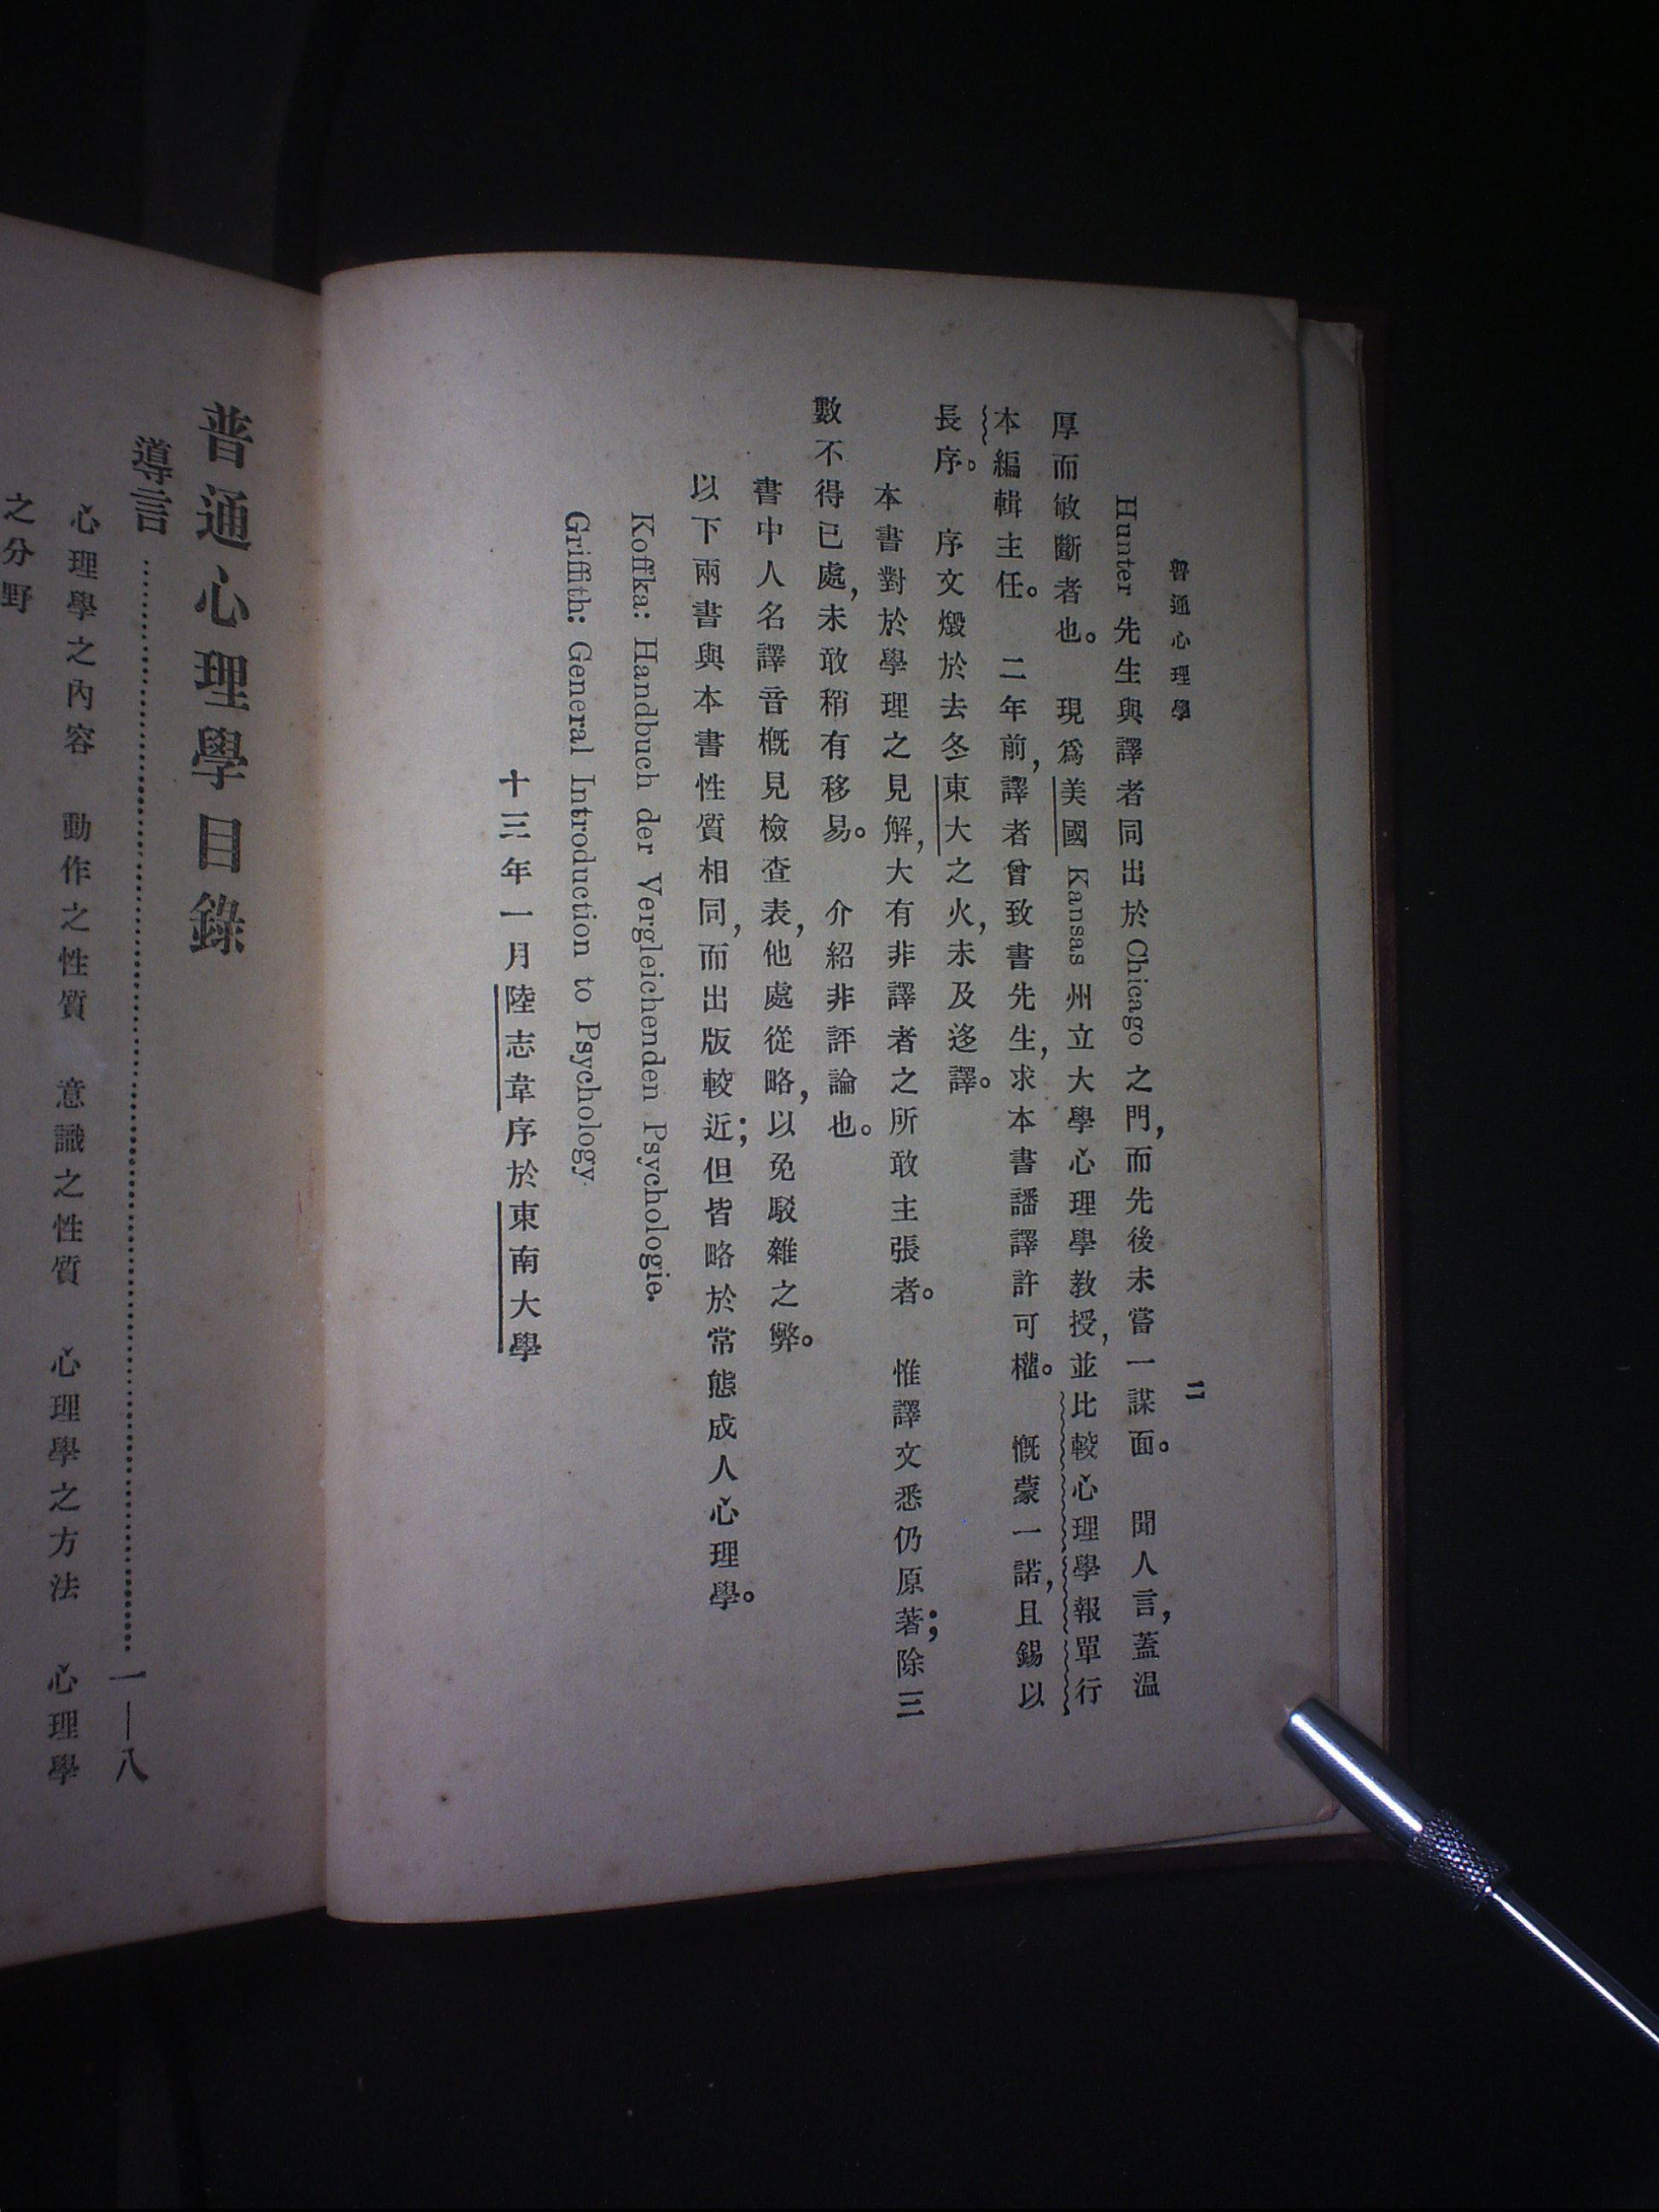 普通心理學
二
Hunter 先生與譯者同出於 Chicago 之門，而先後未嘗一謀面。　聞人言，蓋溫
厚而敏斷者也。　現爲美國 Kansas 州立大學心理學教授，並比較心理學報單行
本編輯主任。　二年前，譯者曾致書先生，求本書譒譯許可權。　慨蒙一諾，且錫以
長序。　序文燬於去冬東大之火，未及迻譯。
本書對於學理之見解，大有非譯者之所敢主張者。　惟譯文悉仍原著；除三
數不得已處，未敢稍有移易。　介紹非評論也。
書中人名譯音概見檢查表，他處從略，以免駁雜之弊。
以下兩書與本書性質相同，而出版較近；但皆略於常態成人心理學。
Koffka: Handbuch der Vergleichenden Psychologie.
Griffith: General Introduction to Psychology.
十三年一月陸志韋序於東南大學
普通心理學目錄
導言……………………………………一—八
心理學之內容　動作之性質　意識之性質　心理學之方法　心理學
之分野